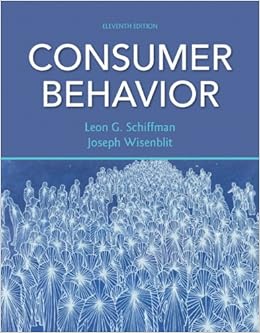 ELEVENTH EDITION
CONSUMER
BEHAVIOR
Leon G. Schiffman
Joseph Wisenblit